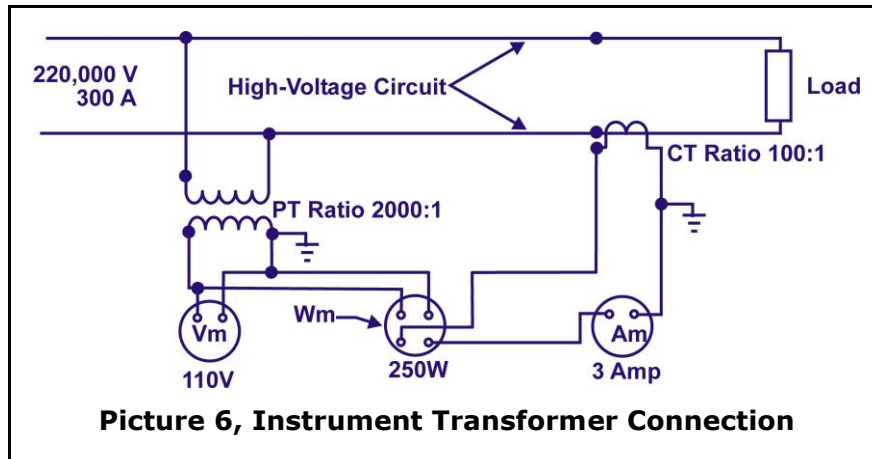 220,000 V
300 A
High-Voltage Circuit
Load
CT Ratio 100:1
PT Ratio 2000:1
Wm
Vm
Am
110V
250W
3 Amp
Picture 6, Instrument Transformer Connection